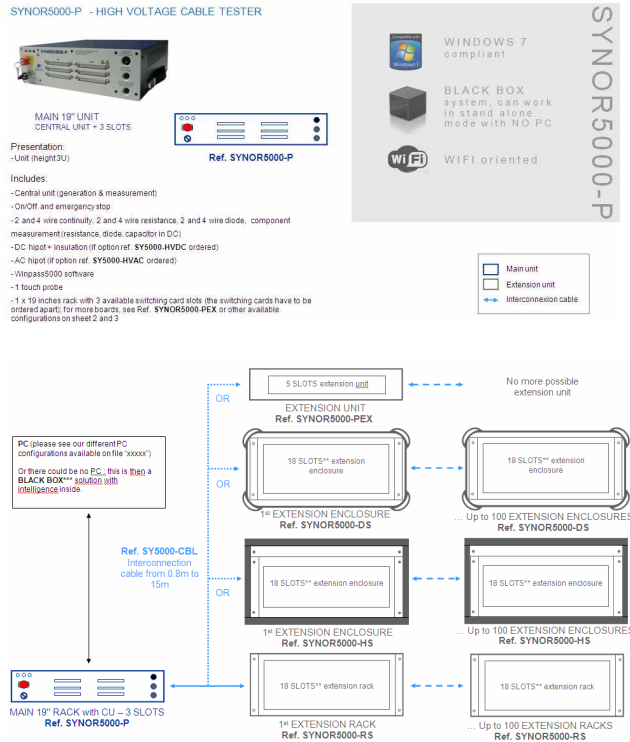 SYNOR5000-P - HIGH VOLTAGE CABLE TESTER
SYNOR5000-P
MAIN 19" UNIT
CENTRAL UNIT + 3 SLOTS
Ref. SYNOR5000-P
Presentation:
- Unit (height3U)
Includes:
- Central unit (generation & measurement)
- On/Off and emergency stop
- 2 and 4 wire continuity, 2 and 4 wire resistance, 2 and 4 wire diode, component
measurement (resistance, diode, capacitor in DC)
- DC hipot + insulation (if option ref. SY5000-HVDC ordered)
- AC hipot (if option ref. SY5000-HVAC ordered)
- Winpass5000 software
- 1 touch probe
- 1 x 19 inches rack with 3 available switching card slots (the switching cards have to be
ordered apart); for more boards, see Ref. SYNOR5000-PEX or other available
configurations on sheet 2 and 3
Compatible with
Windows 7
WINDOWS 7
compliant
BLACK BOX
system; can work
in stand alone
mode with NO PC
Wi Fi
WIFI oriented
SYNOR5000-P
Main unit
Extension unit
Interconnexion cable
5 SLOTS extension unit
No more possible
extension unit
OR
EXTENSION UNIT
Ref. SYNOR5000-PEX
PC (please see our different PC
configurations available on file "xxxxx")
Or there could be no PC.; this is then a
BLACK BOX*** solution with
intelligence inside.
18 SLOTS** extension
enclosure
18 SLOTS** extension
enclosure
OR
1st EXTENSION ENCLOSURE
Ref. SYNOR5000-DS
... Up to 100 EXTENSION ENCLOSURES
Ref. SYNOR5000-DS
Ref. SY5000-CBL
Interconnection
cable from 0.8m to
15m
18 SLOTS** extension enclosure
18 SLOTS** extension enclosure
OR
1st EXTENSION ENCLOSURE
Ref. SYNOR5000-HS
... Up to 100 EXTENSION ENCLOSURES
Ref. SYNOR5000-HS
18 SLOTS** extension rack
18 SLOTS** extension rack
MAIN 19" RACK with CU – 3 SLOTS
Ref. SYNOR5000-P
1st EXTENSION RACK
Ref. SYNOR5000-RS
... Up to 100 EXTENSION RACKS
Ref. SYNOR5000-RS